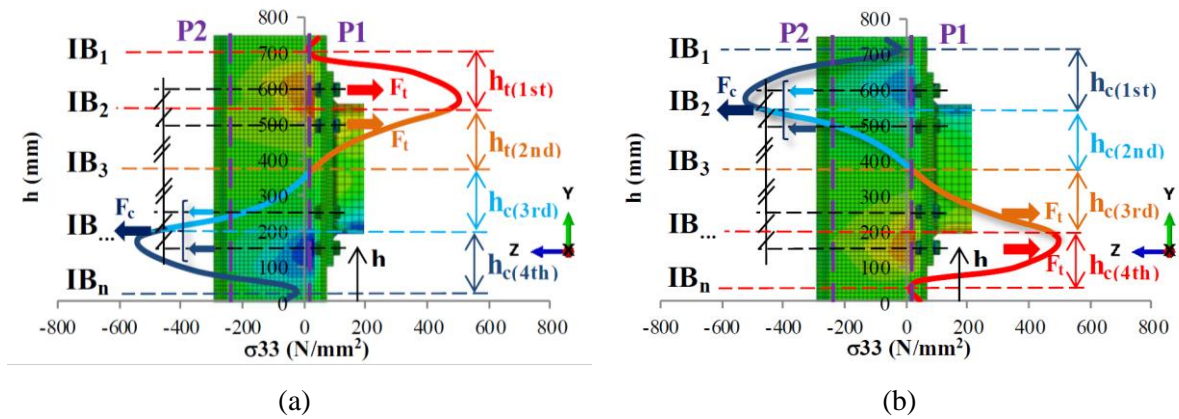 800
P2
P1
IB1
700
ht(1st)
Fc
600
Ft
IB2
500
Ft
ht(2nd)
h (mm)
400
IB3
300
hc(3rd)
Fc
Y
IB...
200
Z
X
100
h
hc(4th)
IBn
0
-800 -600 -400 -200 0 200 400 600 800
σ33 (N/mm²)
(a)
800
P2
P1
IB1
700
hc(1st)
Fc
600
IB2
500
hc(2nd)
h (mm)
400
IB3
300
hc(3rd)
Ft
Y
IB...
200
Z
X
100
h
Ft
hc(4th)
IBn
0
-800 -600 -400 -200 0 200 400 600 800
σ33 (N/mm²)
(b)